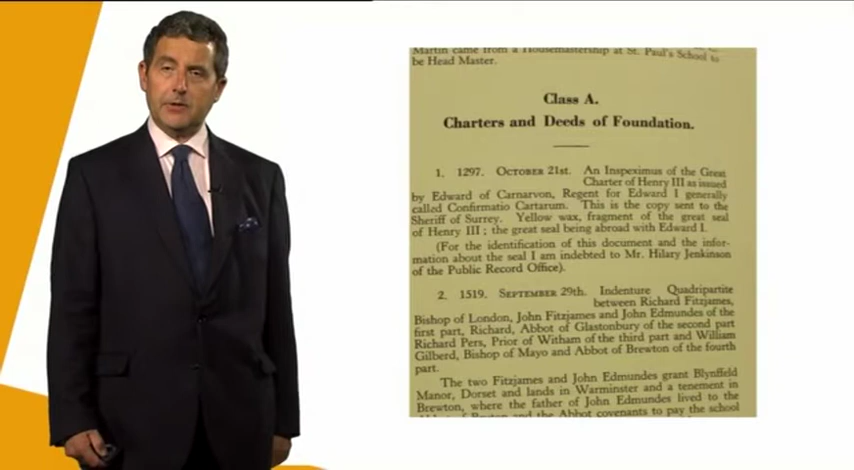 Martin came from a Housemastership at St. Paul's School to
be Head Master.
Class A.
Charters and Deeds of Foundation.
1. 1297. OCTOBER 21st. An Inspeximus of the Great
Charter of Henry III as issued
by Edward of Carnarvon, Regent for Edward I generally
called Confirmatio Cartarum. This is the copy sent to the
Sheriff of Surrey. Yellow wax, fragment of the great seal
of Henry III; the great seal being abroad with Edward I.
(For the identification of this document and the infor-
mation about the seal I am indebted to Mr. Hilary Jenkinson
of the Public Record Office).
2. 1519. SEPTEMBER 29th. Indenture Quadripartite
between Richard Fitzjames,
Bishop of London, John Fitzjames and John Edmundes of the
first part, Richard, Abbot of Glastonbury of the second part
Richard Pers, Prior of Witham of the third part and William
Gilberd, Bishop of Mayo and Abbot of Brewton of the fourth
part.
The two Fitzjames and John Edmundes grant Blynffeld
Manor, Dorset and lands in Warminster and a tenement in
Brewton, where the father of John Edmundes lived to the
and the Abbot covenants to pay the school